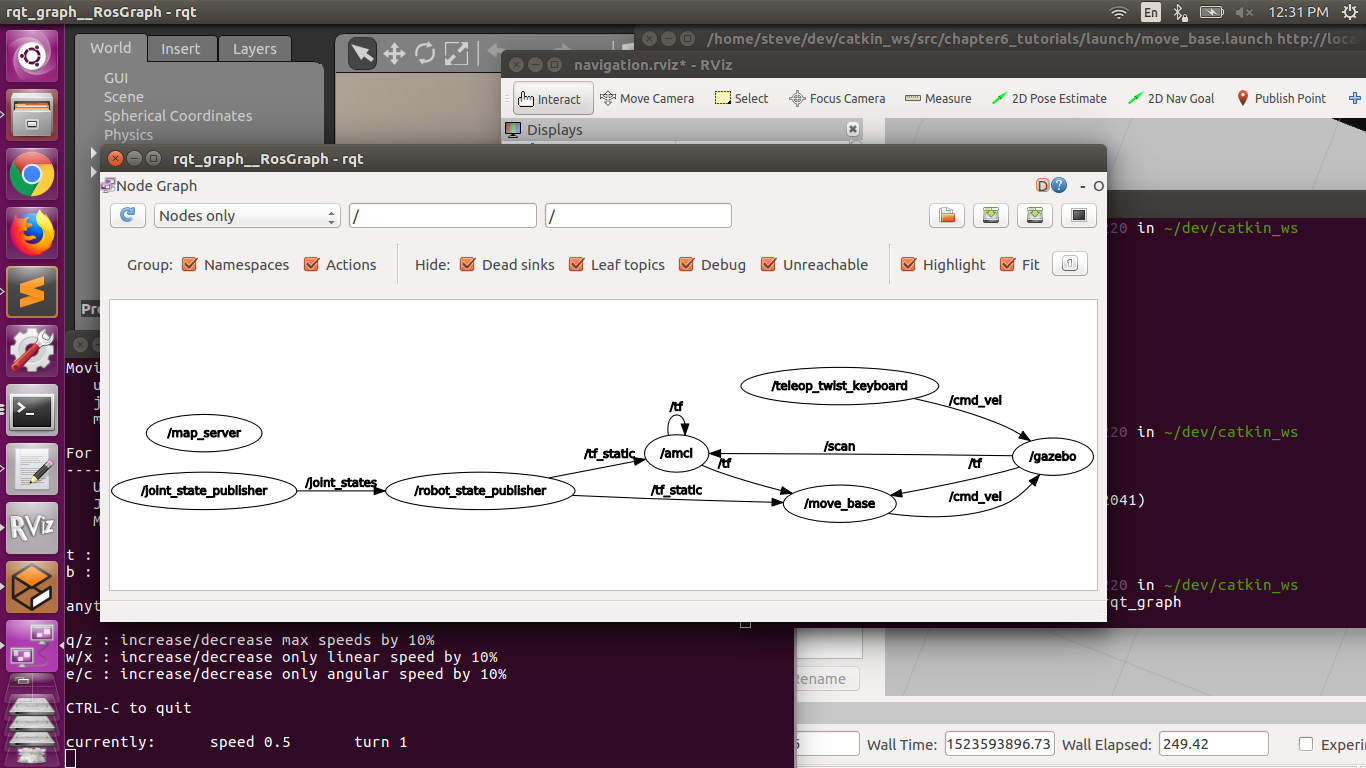 rqt_graph__RosGraph - rqt
En
12:31 PM
World
Insert
Layers
GUI
Scene
Spherical Coordinates
Physics
/home/steve/dev/catkin_ws/src/chapter6_tutorials/launch/move_base.launch http://loca
navigation.rviz* - RViz
Interact
Move Camera
Select
Focus Camera
Measure
2D Pose Estimate
2D Nav Goal
Publish Point
Displays
rqt_graph__RosGraph - rqt
Node Graph
D
- O
Nodes only
/
/
Group:
Namespaces
Actions
Hide:
Dead sinks
Leaf topics
Debug
Unreachable
Highlight
Fit
/teleop_twist_keyboard
/cmd_vel
/tf
/map_server
/tf_static
/amcl
/scan
/gazebo
/tf
/tf
/joint_state_publisher
/joint_states
/robot_state_publisher
/tf_static
/move_base
/cmd_vel
220 in ~/dev/catkin_ws
220 in ~/dev/catkin_ws
2041)
220 in ~/dev/catkin_ws
rqt_graph
Movi
u
j
m
For
----
U
J
M
t :
b :
anyt
q/z : increase/decrease max speeds by 10%
w/x : increase/decrease only linear speed by 10%
e/c : increase/decrease only angular speed by 10%
CTRL-C to quit
currently: speed 0.5 turn 1
Rename
Wall Time:
1523593896.73
Wall Elapsed:
249.42
Experi
RViz